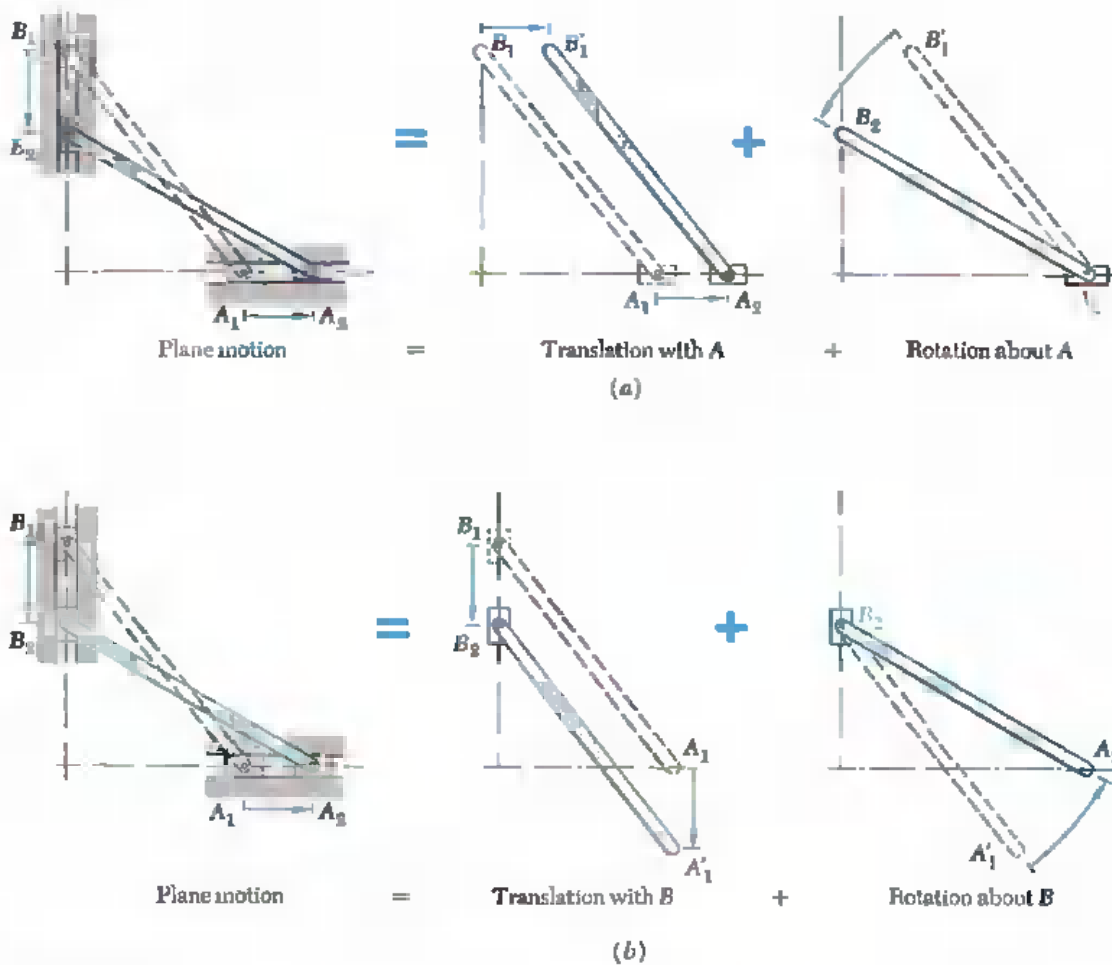 B₁
B₂
A₁
A₂
=
B₁
B′₁
A₁
A₂
+
B′₁
B₂
Plane motion = Translation with A + Rotation about A
(a)
B₁
B₂
A₁
A₂
=
B₁
B₂
A₁
A′₁
+
B₂
A′₁
Plane motion = Translation with B + Rotation about B
(b)